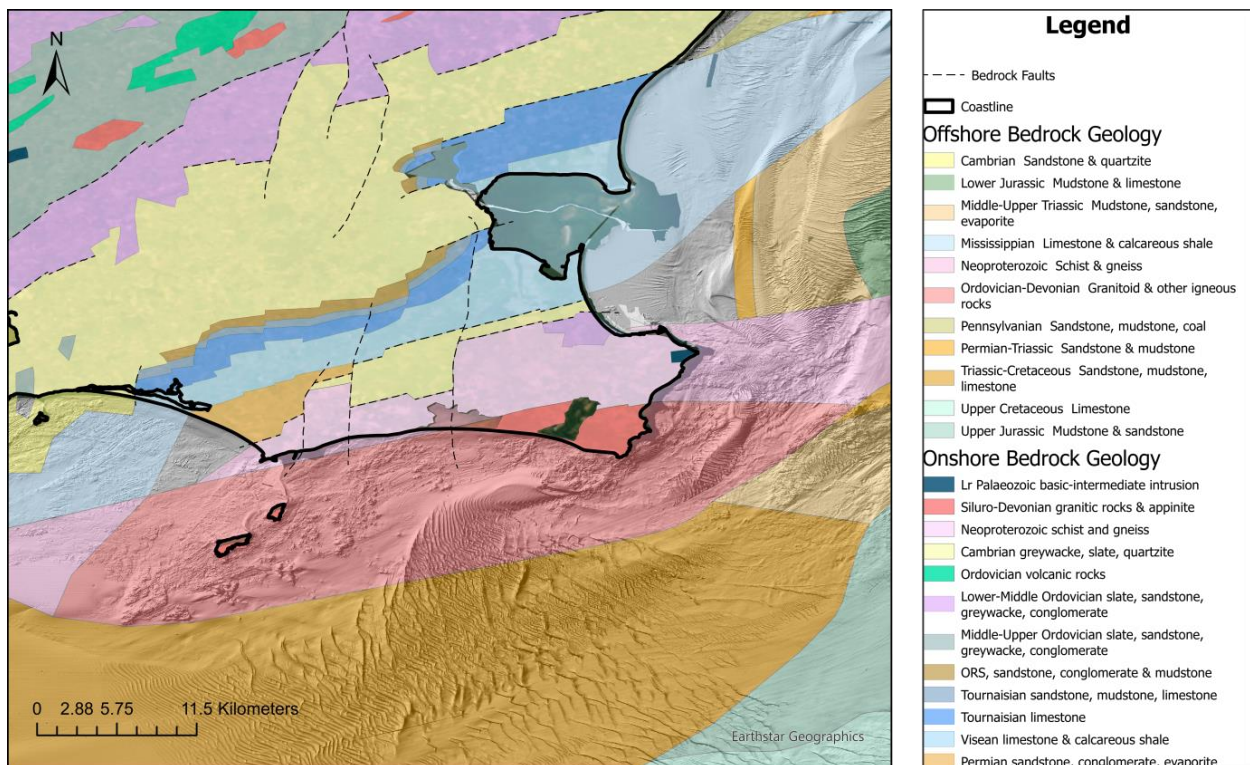 N
0 2.88 5.75 11.5 Kilometers
Earthstar Geographics
Legend
Bedrock Faults
Coastline
Offshore Bedrock Geology
Cambrian Sandstone & quartzite
Lower Jurassic Mudstone & limestone
Middle-Upper Triassic Mudstone, sandstone,
evaporite
Mississippian Limestone & calcareous shale
Neoproterozoic Schist & gneiss
Ordovician-Devonian Granitoid & other igneous
rocks
Pennsylvanian Sandstone, mudstone, coal
Permian-Triassic Sandstone & mudstone
Triassic-Cretaceous Sandstone, mudstone,
limestone
Upper Cretaceous Limestone
Upper Jurassic Mudstone & sandstone
Onshore Bedrock Geology
Lr Palaeozoic basic-intermediate intrusion
Siluro-Devonian granitic rocks & appinite
Neoproterozoic schist and gneiss
Cambrian greywacke, slate, quartzite
Ordovician volcanic rocks
Lower-Middle Ordovician slate, sandstone,
greywacke, conglomerate
Middle-Upper Ordovician slate, sandstone,
greywacke, conglomerate
ORS, sandstone, conglomerate & mudstone
Tournaisian sandstone, mudstone, limestone
Tournaisian limestone
Visean limestone & calcareous shale
Permian sandstone, conglomerate, evaporite